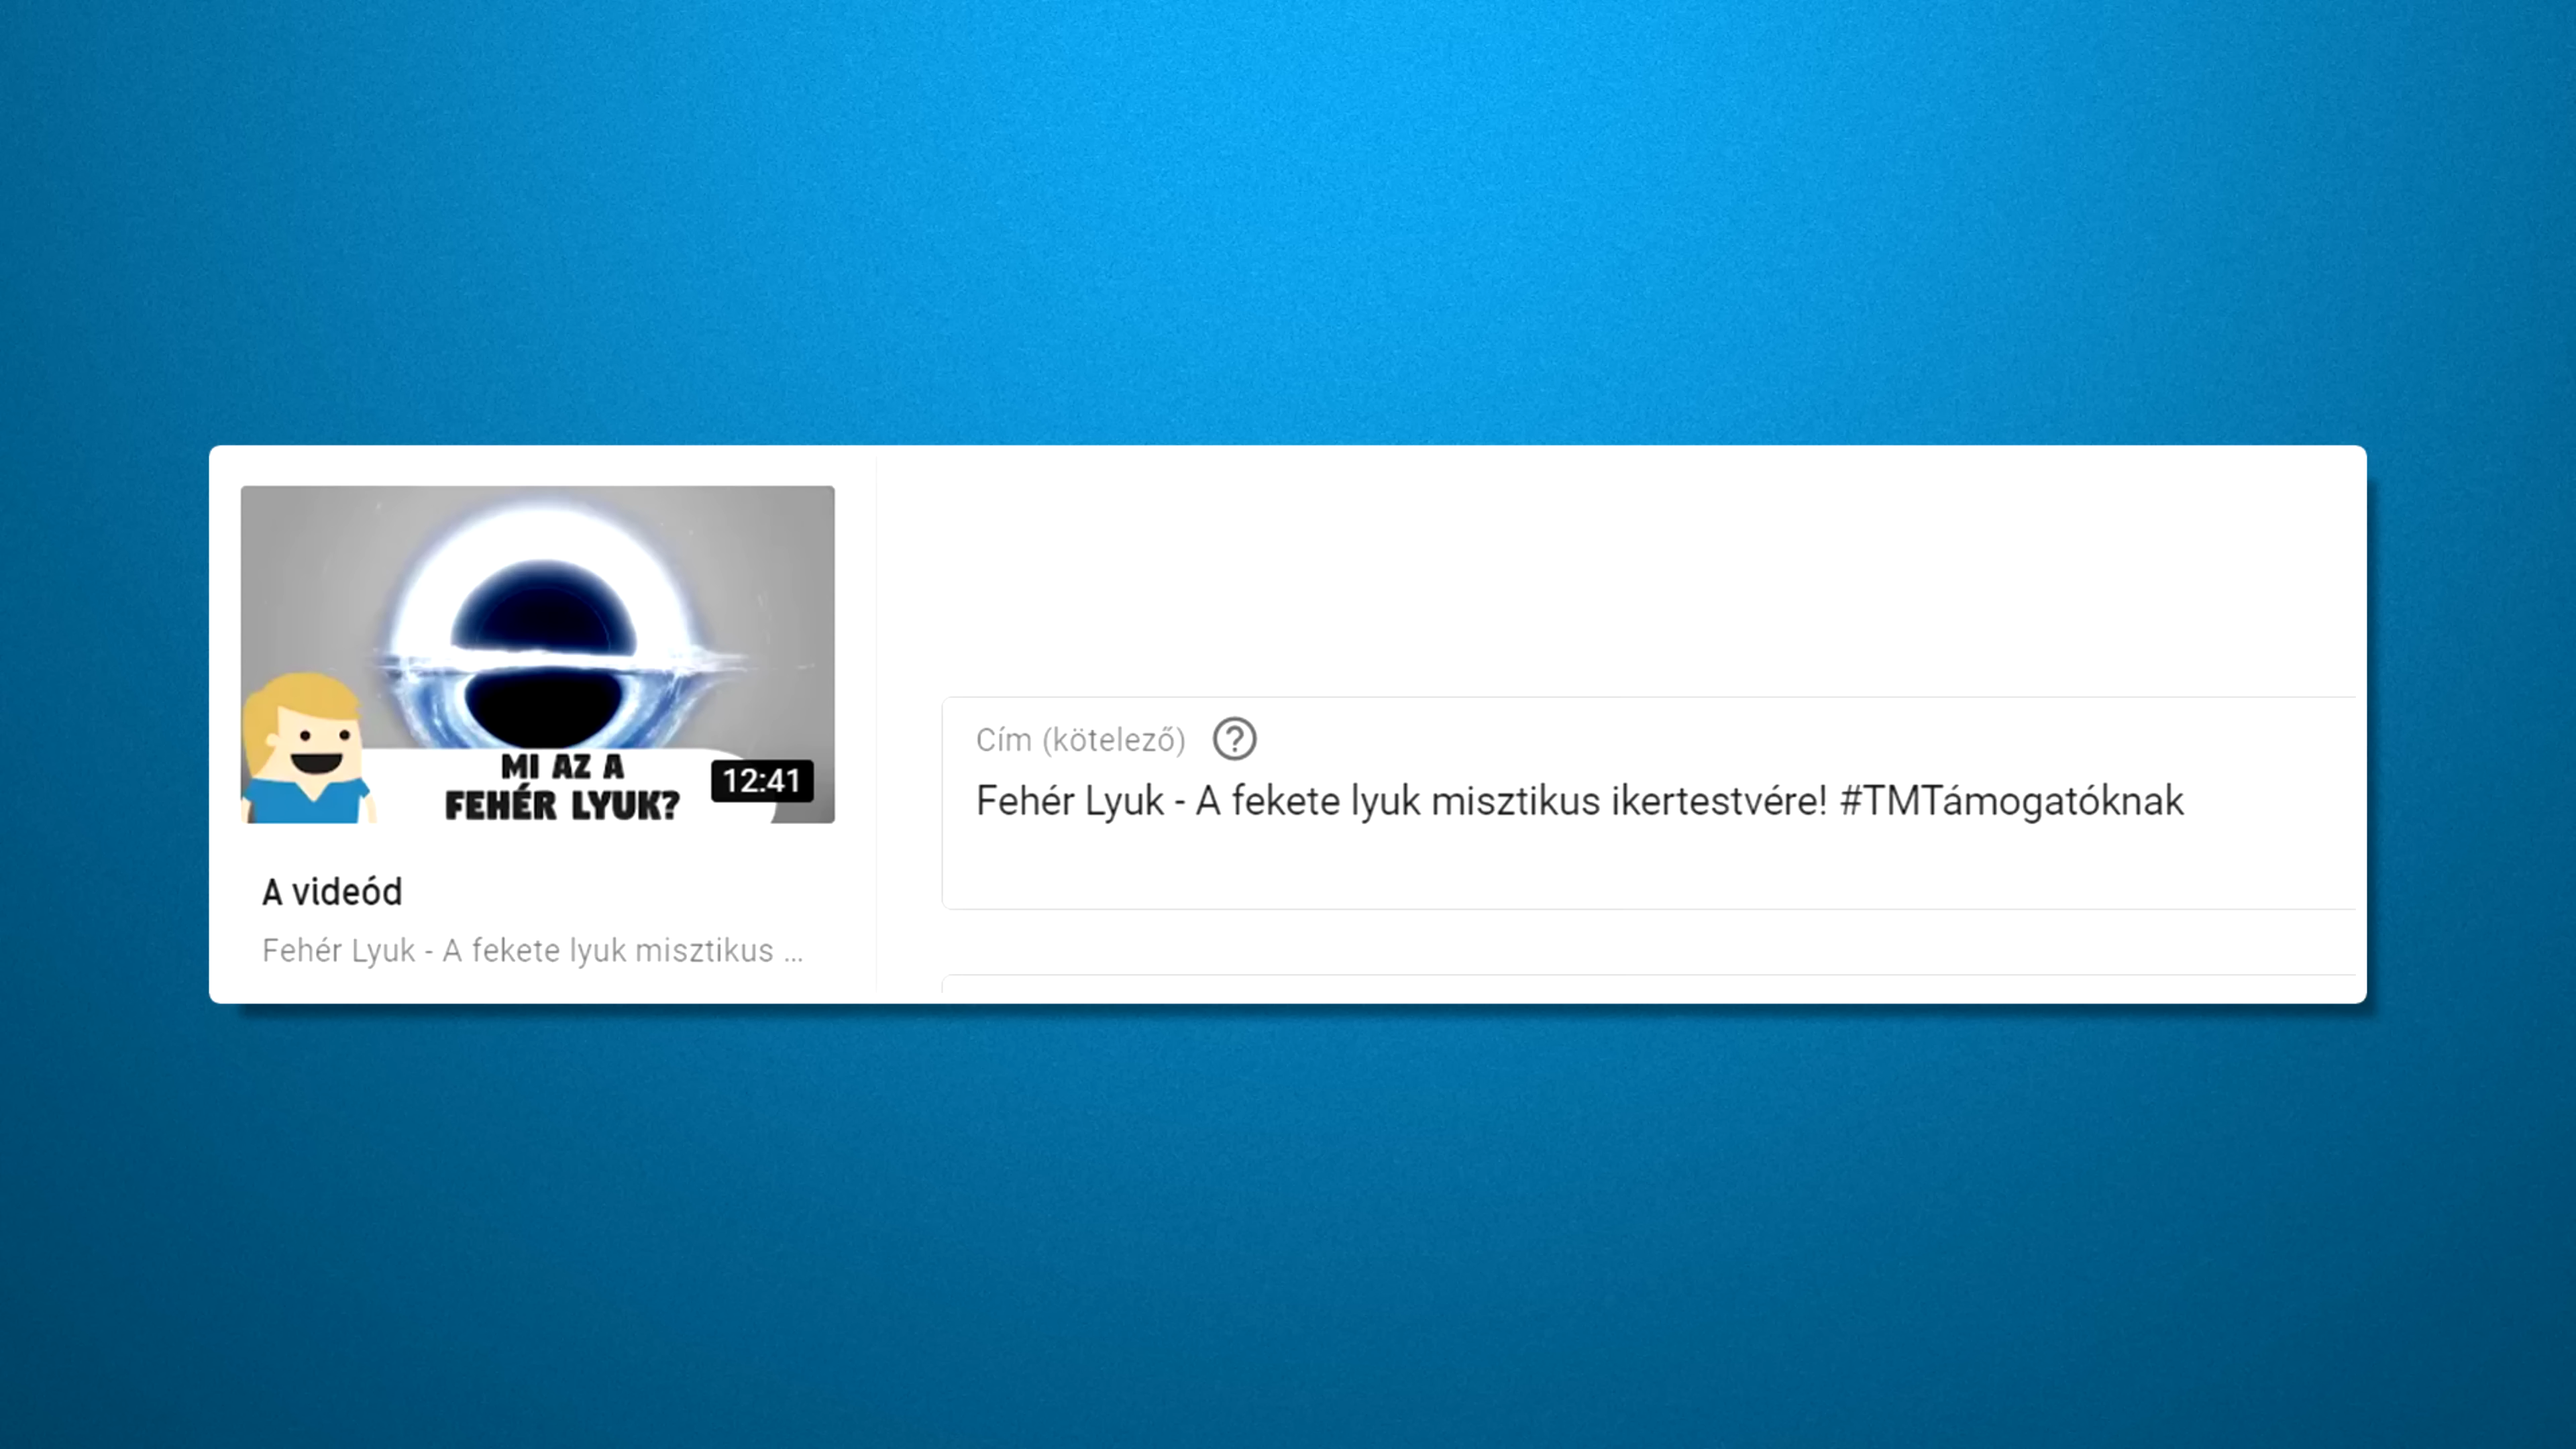 MI AZ A
FEHÉR LYUK?
12:41
A videód
Fehér Lyuk - A fekete lyuk misztikus ...
Cím (kötelező)
Fehér Lyuk - A fekete lyuk misztikus ikertestvére! #TMTámogatóknak